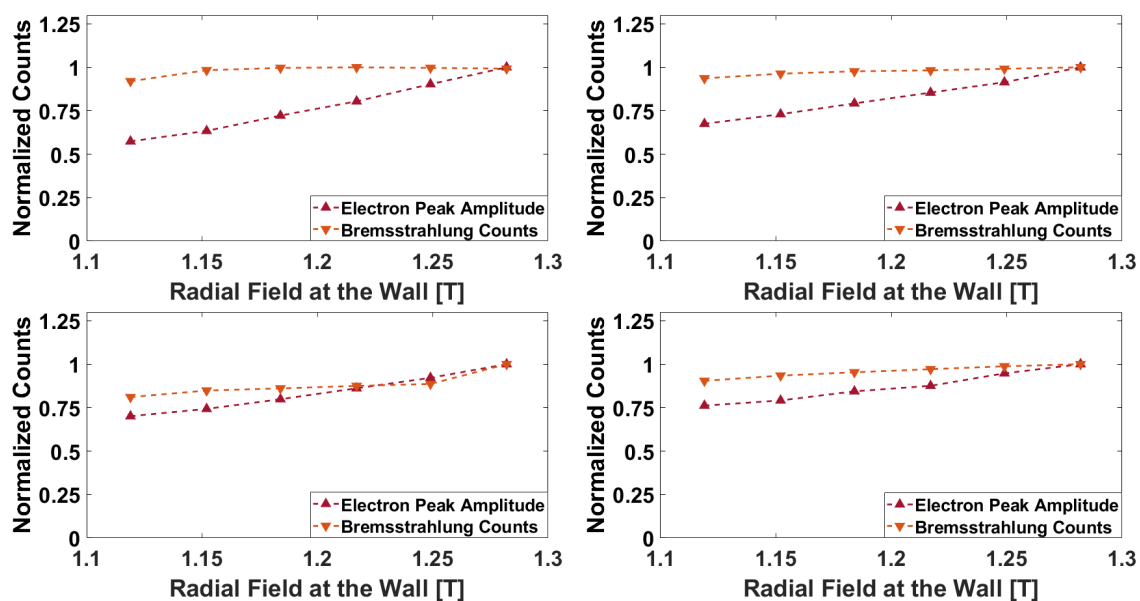 Normalized Counts
1.25
1
0.75
0.5
0.25
0
Electron Peak Amplitude
Bremsstrahlung Counts
1.1 1.15 1.2 1.25 1.3
Radial Field at the Wall [T]
Normalized Counts
1.25
1
0.75
0.5
0.25
0
Electron Peak Amplitude
Bremsstrahlung Counts
1.1 1.15 1.2 1.25 1.3
Radial Field at the Wall [T]
Normalized Counts
1.25
1
0.75
0.5
0.25
0
Electron Peak Amplitude
Bremsstrahlung Counts
1.1 1.15 1.2 1.25 1.3
Radial Field at the Wall [T]
Normalized Counts
1.25
1
0.75
0.5
0.25
0
Electron Peak Amplitude
Bremsstrahlung Counts
1.1 1.15 1.2 1.25 1.3
Radial Field at the Wall [T]